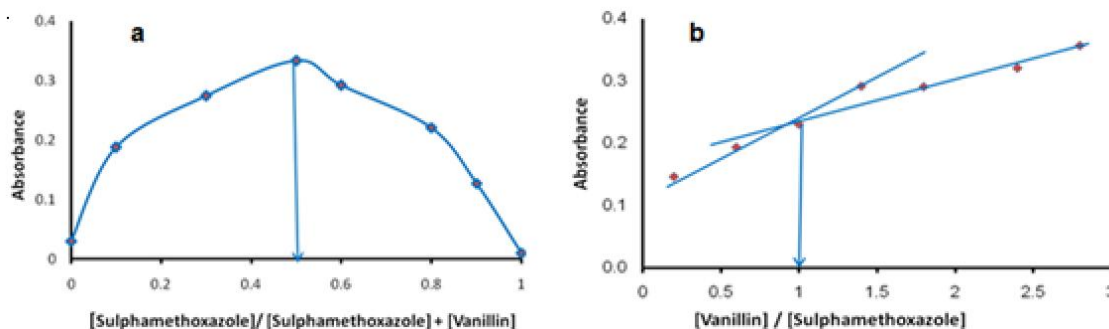 a
0.4
0.3
0.2
0.1
0
Absorbance
0 0.2 0.4 0.6 0.8 1
[Sulphamethoxazole]/ [Sulphamethoxazole] + [Vanillin]
b
0.4
0.3
0.2
0.1
0.0
Absorbance
0 0.5 1 1.5 2 2.5 3
[Vanillin] / [Sulphamethoxazole]